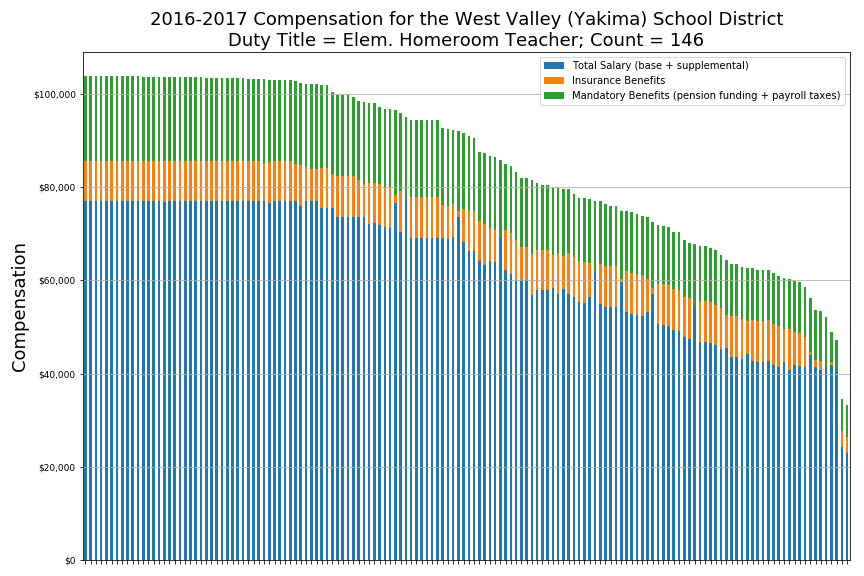 2016-2017 Compensation for the West Valley (Yakima) School District
Duty Title = Elem. Homeroom Teacher; Count = 146
Total Salary (base + supplemental)
Insurance Benefits
Mandatory Benefits (pension funding + payroll taxes)
Compensation
$100,000
$80,000
$60,000
$40,000
$20,000
$0